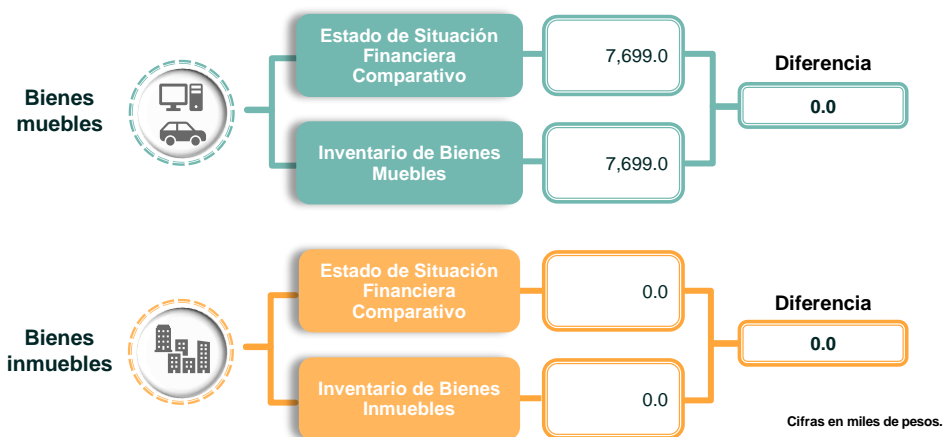 Bienes
muebles
Estado de Situación
Financiera
Comparativo
7,699.0
Inventario de Bienes
Muebles
7,699.0
Diferencia
0.0
Bienes
inmuebles
Estado de Situación
Financiera
Comparativo
0.0
Inventario de Bienes
Inmuebles
0.0
Diferencia
0.0
Cifras en miles de pesos.